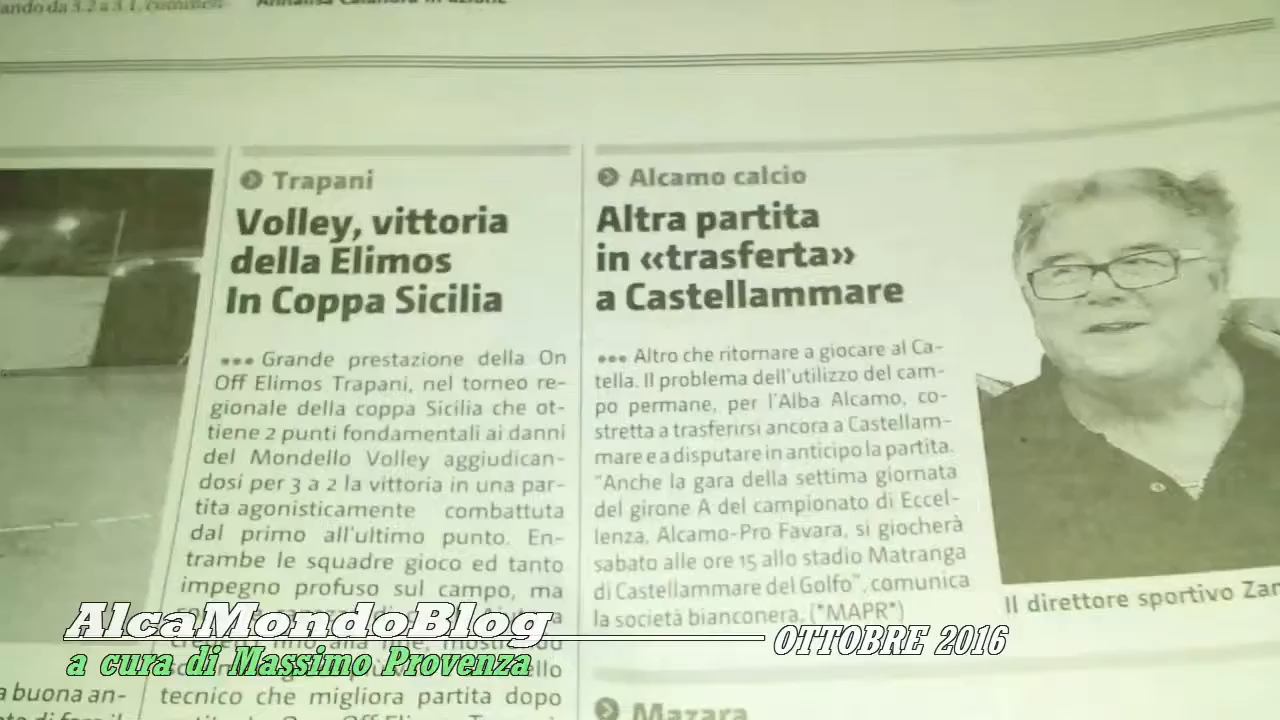 ando da 3.2 a 3.1, commen
Annalisa Calandra in azione
Trapani
Volley, vittoria
della Elimos
In Coppa Sicilia
••• Grande prestazione della On
Off Elimos Trapani, nel torneo re-
gionale della coppa Sicilia che ot-
tiene 2 punti fondamentali ai danni
del Mondello Volley aggiudican-
dosi per 3 a 2 la vittoria in una par-
tita agonisticamente combattuta
dal primo all'ultimo punto. En-
trambe le squadre gioco ed tanto
impegno profuso sul campo, ma
tecnico che migliora partita dopo
Alcamo calcio
Altra partita
in «trasferta»
a Castellammare
••• Altro che ritornare a giocare al Ca-
tella. Il problema dell'utilizzo del cam-
po permane, per l'Alba Alcamo, co-
stretta a trasferirsi ancora a Castellam-
mare e a disputare in anticipo la partita.
"Anche la gara della settima giornata
del girone A del campionato di Eccel-
lenza, Alcamo-Pro Favara, si giocherà
sabato alle ore 15 allo stadio Matranga
di Castellammare del Golfo", comunica
la società bianconera. (*MAPR*)
Il direttore sportivo Zar
a buona an-
Mazara
AlcaMondoBlog
OTTOBRE 2016
a cura di Massimo Provenza